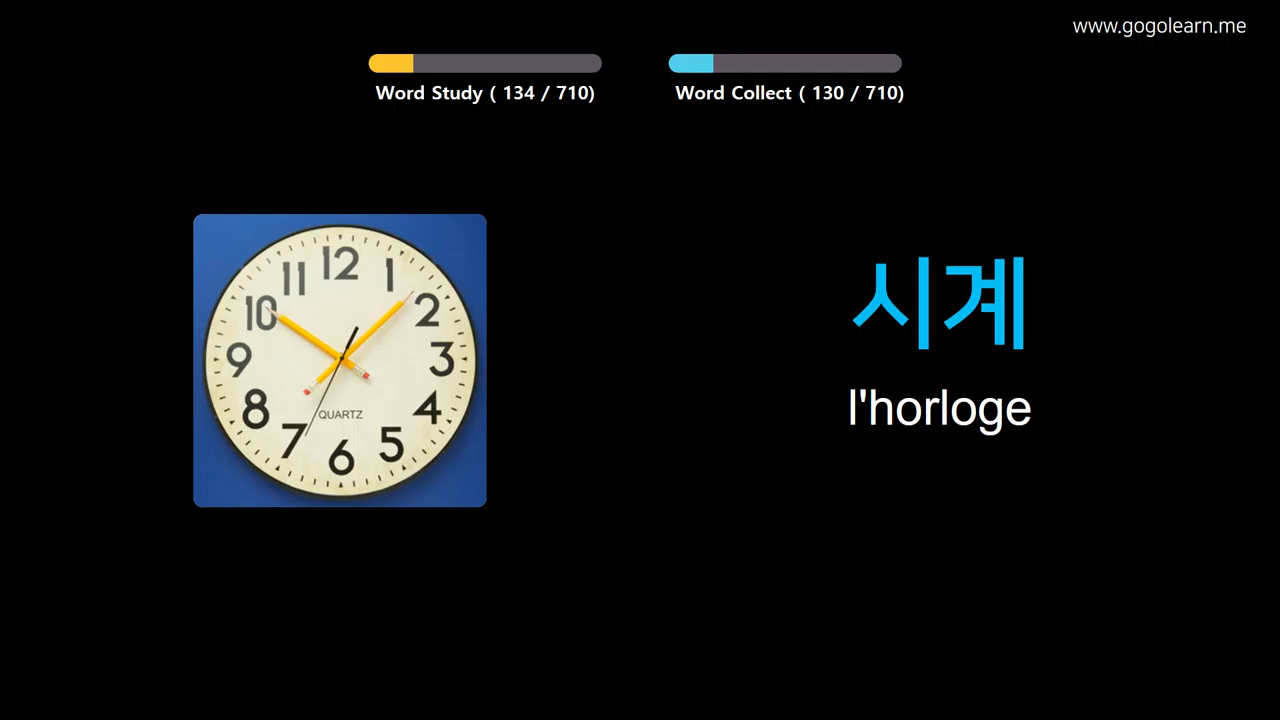 www.gogolearn.me
Word Study ( 134 / 710)
Word Collect ( 130 / 710)
12
11
1
10
2
9
3
8
4
7
5
6
QUARTZ
시계
l'horloge